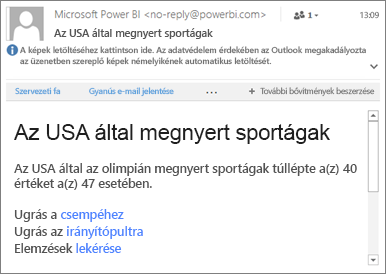 Microsoft Power BI <no-reply@powerbi.com>
1
13:09
Az USA által megnyert sportágak
A képek letöltéséhez kattintson ide. Az adatvédelem érdekében az Outlook megakadályozta
az üzenetben szereplő képek némelyikének automatikus letöltését.
Szervezeti fa
Gyanús e-mail jelentése
...
+ További bővítmények beszerzése
Az USA által megnyert sportágak
Az USA által az olimpián megnyert sportágak túllépte a(z) 40
értéket a(z) 47 esetében.
Ugrás a csempéhez
Ugrás az irányítópultra
Elemzések lekérése